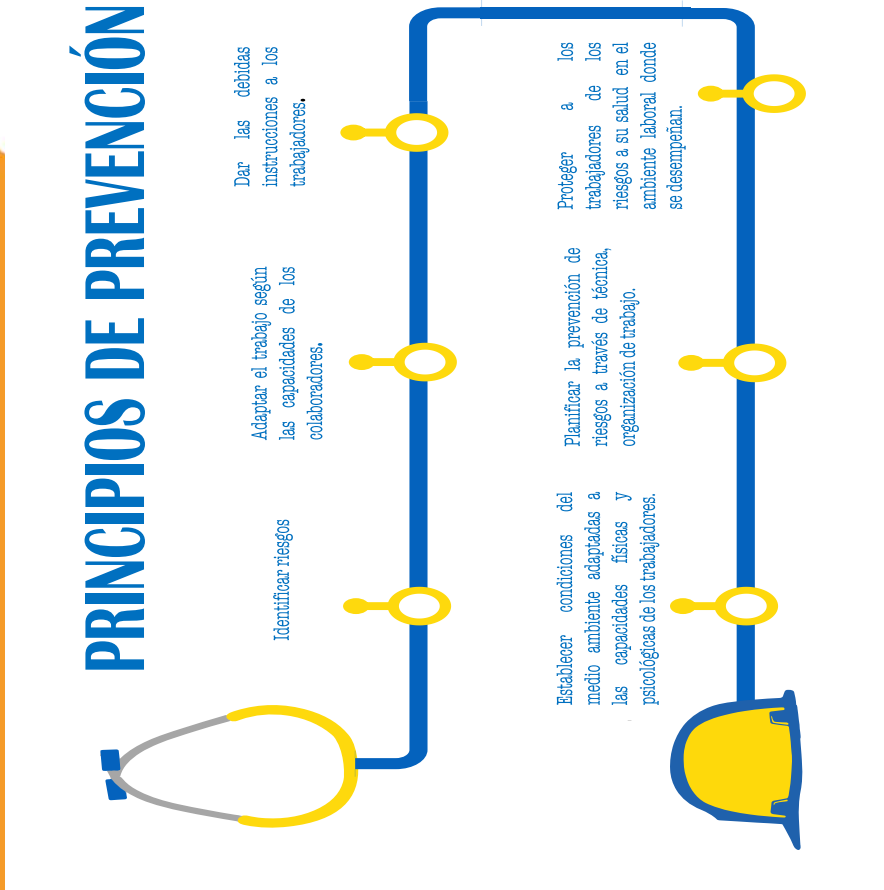 PRINCIPIOS DE PREVENCIÓN
Identificar riesgos
Adaptar el trabajo según
las capacidades de los
colaboradores.
Dar las debidas
instrucciones a los
trabajadores.
Establecer condiciones del
medio ambiente adaptadas a
las capacidades físicas y
psicológicas de los trabajadores.
Planificar la prevención de
riesgos a través de técnica,
organización de trabajo.
Proteger a los
trabajadores de los
riesgos a su salud en el
ambiente laboral donde
se desempeñan.